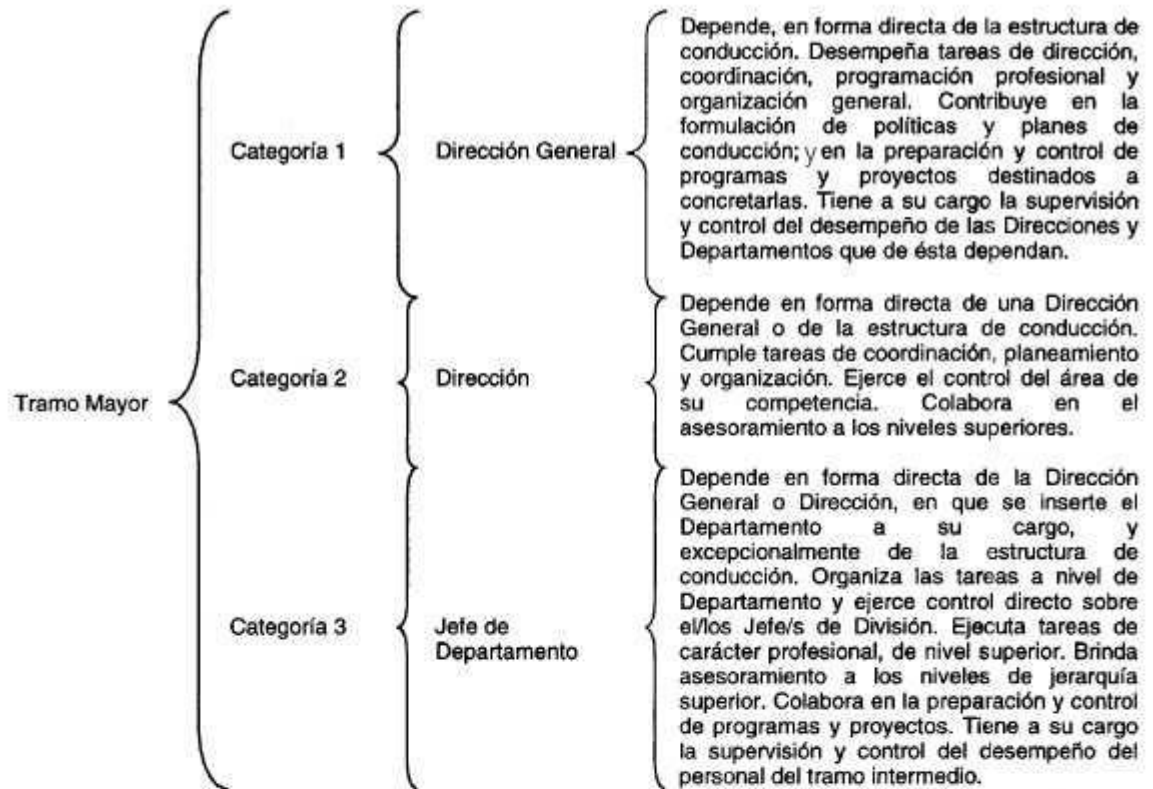 Tramo Mayor
Categoría 1
Dirección General
Depende, en forma directa de la estructura de
conducción. Desempeña tareas de dirección,
coordinación, programación profesional y
organización general. Contribuye en la
formulación de políticas y planes de
conducción; y en la preparación y control de
programas y proyectos destinados a
concretarlas. Tiene a su cargo la supervisión
y control del desempeño de las Direcciones y
Departamentos que de ésta dependan.
Categoría 2
Dirección
Depende en forma directa de una Dirección
General o de la estructura de conducción.
Cumple tareas de coordinación, planeamiento
y organización. Ejerce el control del área de
su competencia. Colabora en el
asesoramiento a los niveles superiores.
Categoría 3
Jefe de
Departamento
Depende en forma directa de la Dirección
General o Dirección, en que se inserte el
Departamento a su cargo, y
excepcionalmente de la estructura de
conducción. Organiza las tareas a nivel de
Departamento y ejerce control directo sobre
el/los Jefe/s de División. Ejecuta tareas de
carácter profesional, de nivel superior. Brinda
asesoramiento a los niveles de jerarquía
superior. Colabora en la preparación y control
de programas y proyectos. Tiene a su cargo
la supervisión y control del desempeño del
personal del tramo intermedio.